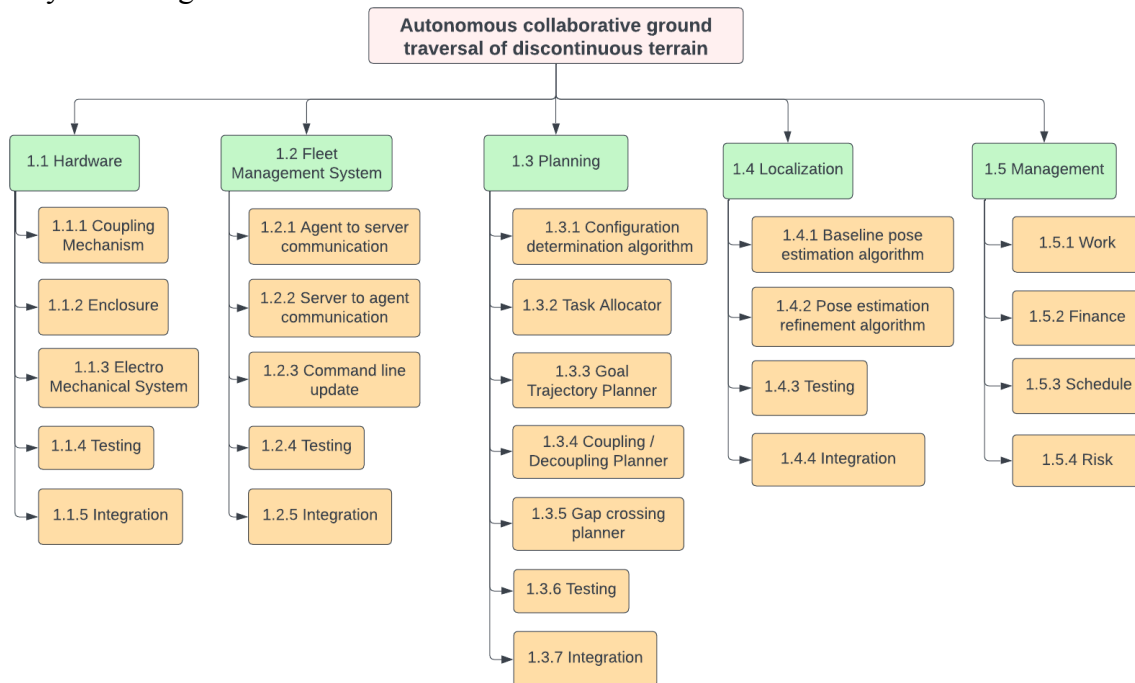 Autonomous collaborative ground
traversal of discontinuous terrain
1.1 Hardware
1.1.1 Coupling
Mechanism
1.1.2 Enclosure
1.1.3 Electro
Mechanical System
1.1.4 Testing
1.1.5 Integration
1.2 Fleet
Management System
1.2.1 Agent to server
communication
1.2.2 Server to agent
communication
1.2.3 Command line
update
1.2.4 Testing
1.2.5 Integration
1.3 Planning
1.3.1 Configuration
determination algorithm
1.3.2 Task Allocator
1.3.3 Goal
Trajectory Planner
1.3.4 Coupling /
Decoupling Planner
1.3.5 Gap crossing
planner
1.3.6 Testing
1.3.7 Integration
1.4 Localization
1.4.1 Baseline pose
estimation algorithm
1.4.2 Pose estimation
refinement algorithm
1.4.3 Testing
1.4.4 Integration
1.5 Management
1.5.1 Work
1.5.2 Finance
1.5.3 Schedule
1.5.4 Risk